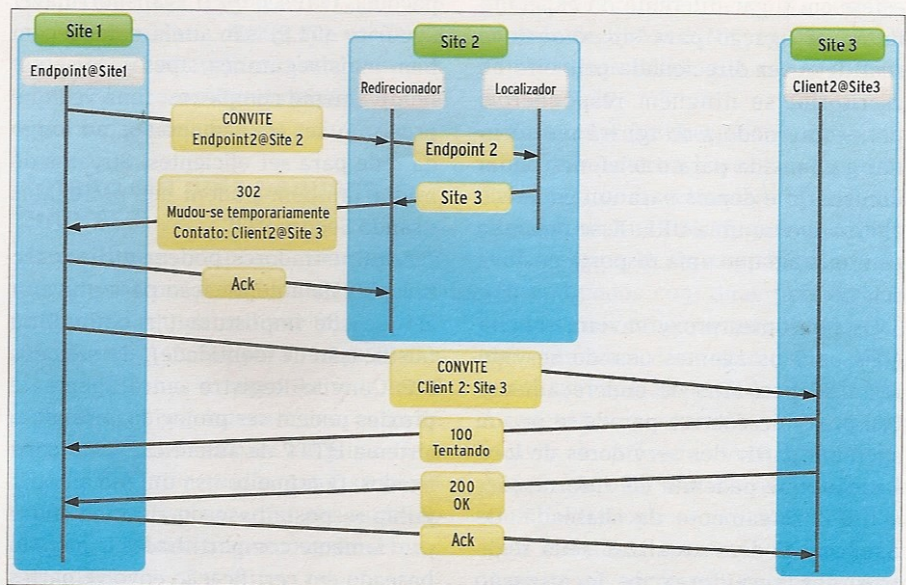 Site 1
Site 2
Site 3
Endpoint@Site1
Redirecionador
Localizador
Client2@Site3
CONVITE
Endpoint2@Site 2
Endpoint 2
Site 3
302
Mudou-se temporariamente
Contato: Client2@Site 3
Ack
CONVITE
Client 2: Site 3
100
Tentando
200
OK
Ack